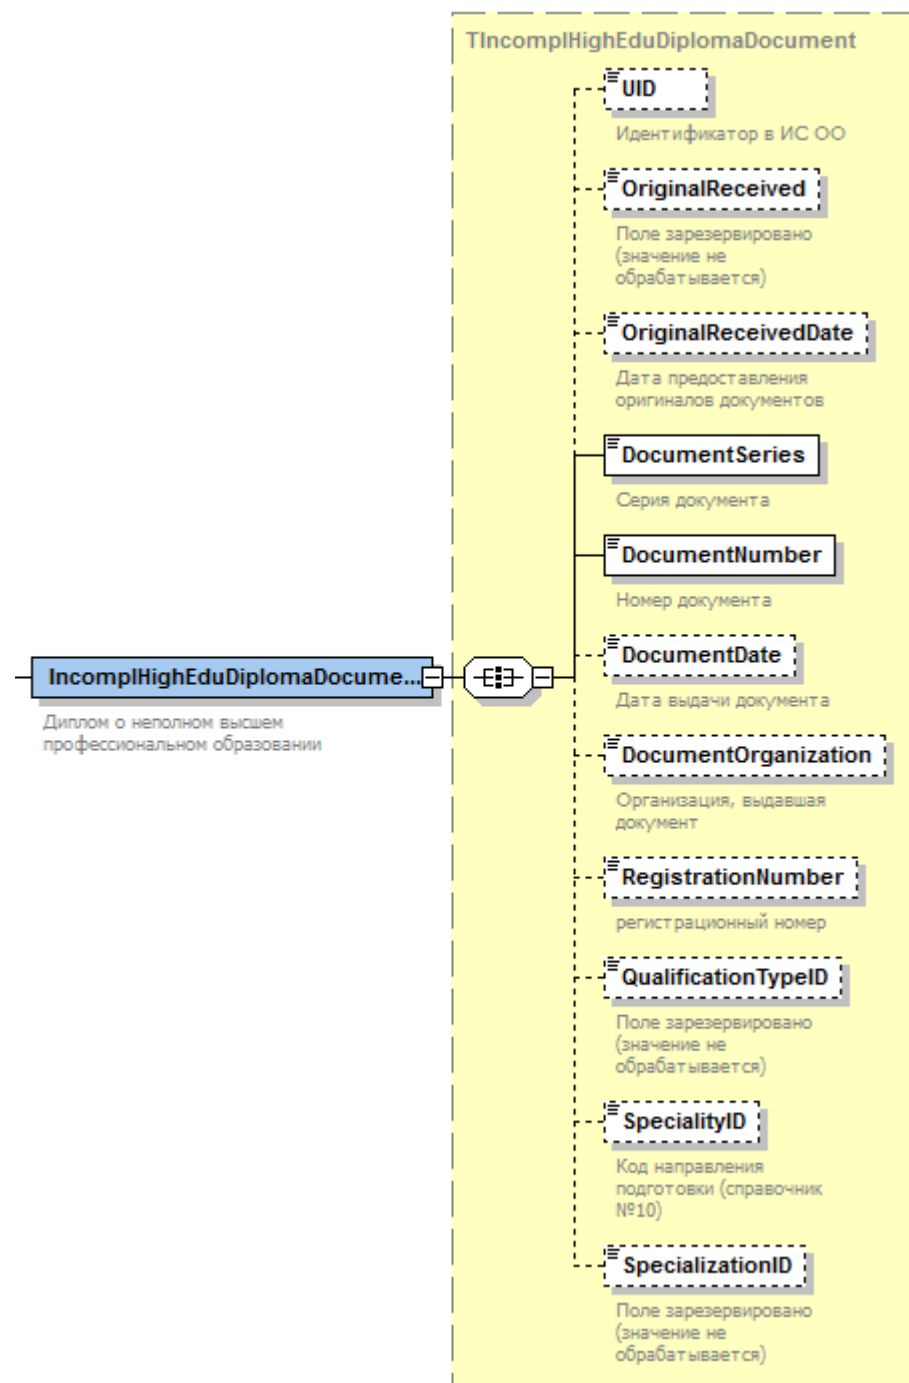 TIncomplHighEduDiplomaDocument
UID
Идентификатор в ИС ОО
OriginalReceived
Поле зарезервировано
(значение не
обрабатывается)
OriginalReceivedDate
Дата предоставления
оригиналов документов
DocumentSeries
Серия документа
DocumentNumber
Номер документа
IncomplHighEduDiplomaDocume...
Диплом о неполном высшем
профессиональном образовании
DocumentDate
Дата выдачи документа
DocumentOrganization
Организация, выдавшая
документ
RegistrationNumber
регистрационный номер
QualificationTypeID
Поле зарезервировано
(значение не
обрабатывается)
SpecialityID
Код направления
подготовки (справочник
№10)
SpecializationID
Поле зарезервировано
(значение не
обрабатывается)